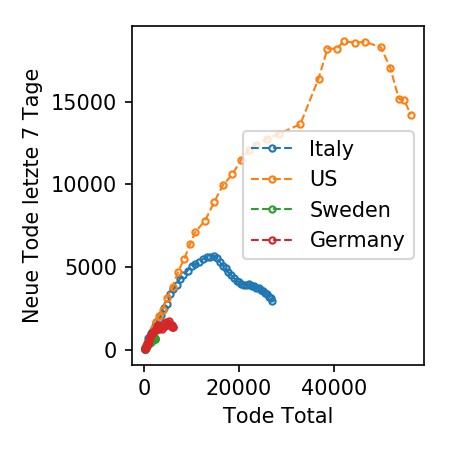 Neue Tode letzte 7 Tage
15000
10000
5000
0
Italy
US
Sweden
Germany
0
20000
40000
Tode Total